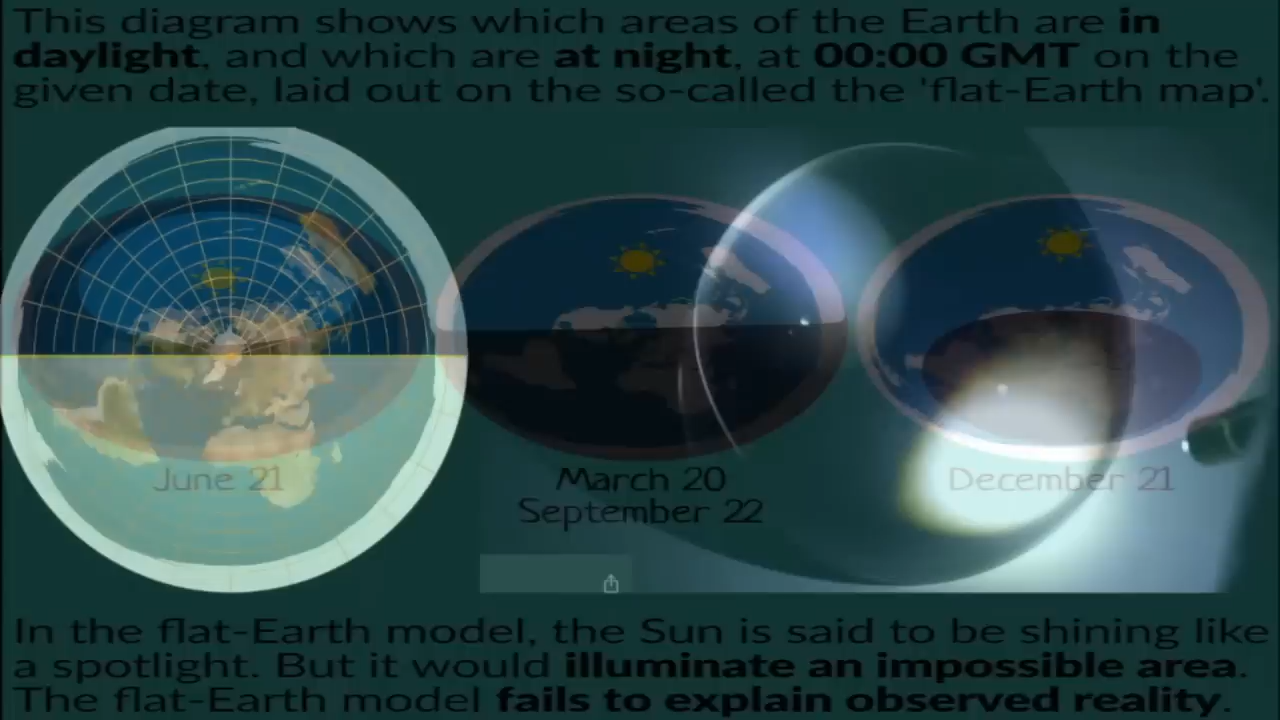 This diagram shows which areas of the Earth are in
daylight, and which are at night, at 00:00 GMT on the
given date, laid out on the so-called the 'flat-Earth map'.
June 21
March 20
September 22
December 21
In the flat-Earth model, the Sun is said to be shining like
a spotlight. But it would illuminate an impossible area.
The flat-Earth model fails to explain observed reality.